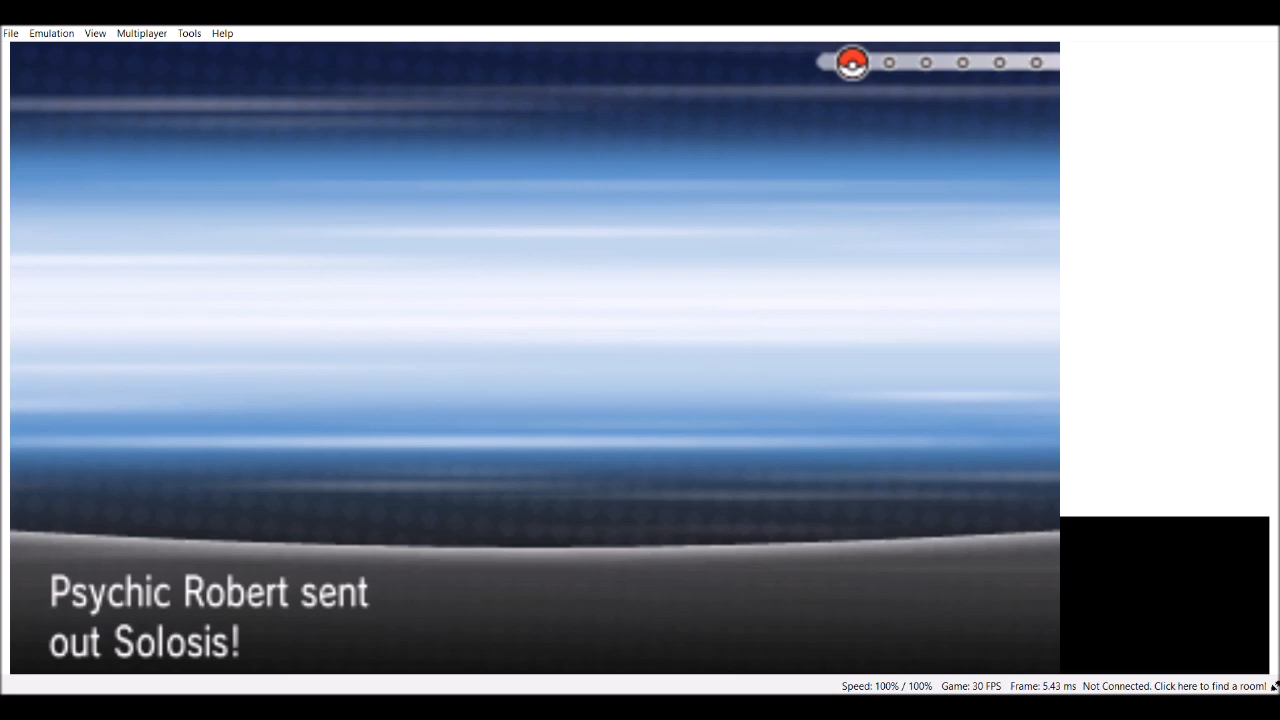 File Emulation View Multiplayer Tools Help
Psychic Robert sent
out Solosis!
Speed: 100% / 100% Game: 30 FPS Frame: 5.43 ms Not Connected. Click here to find a room!